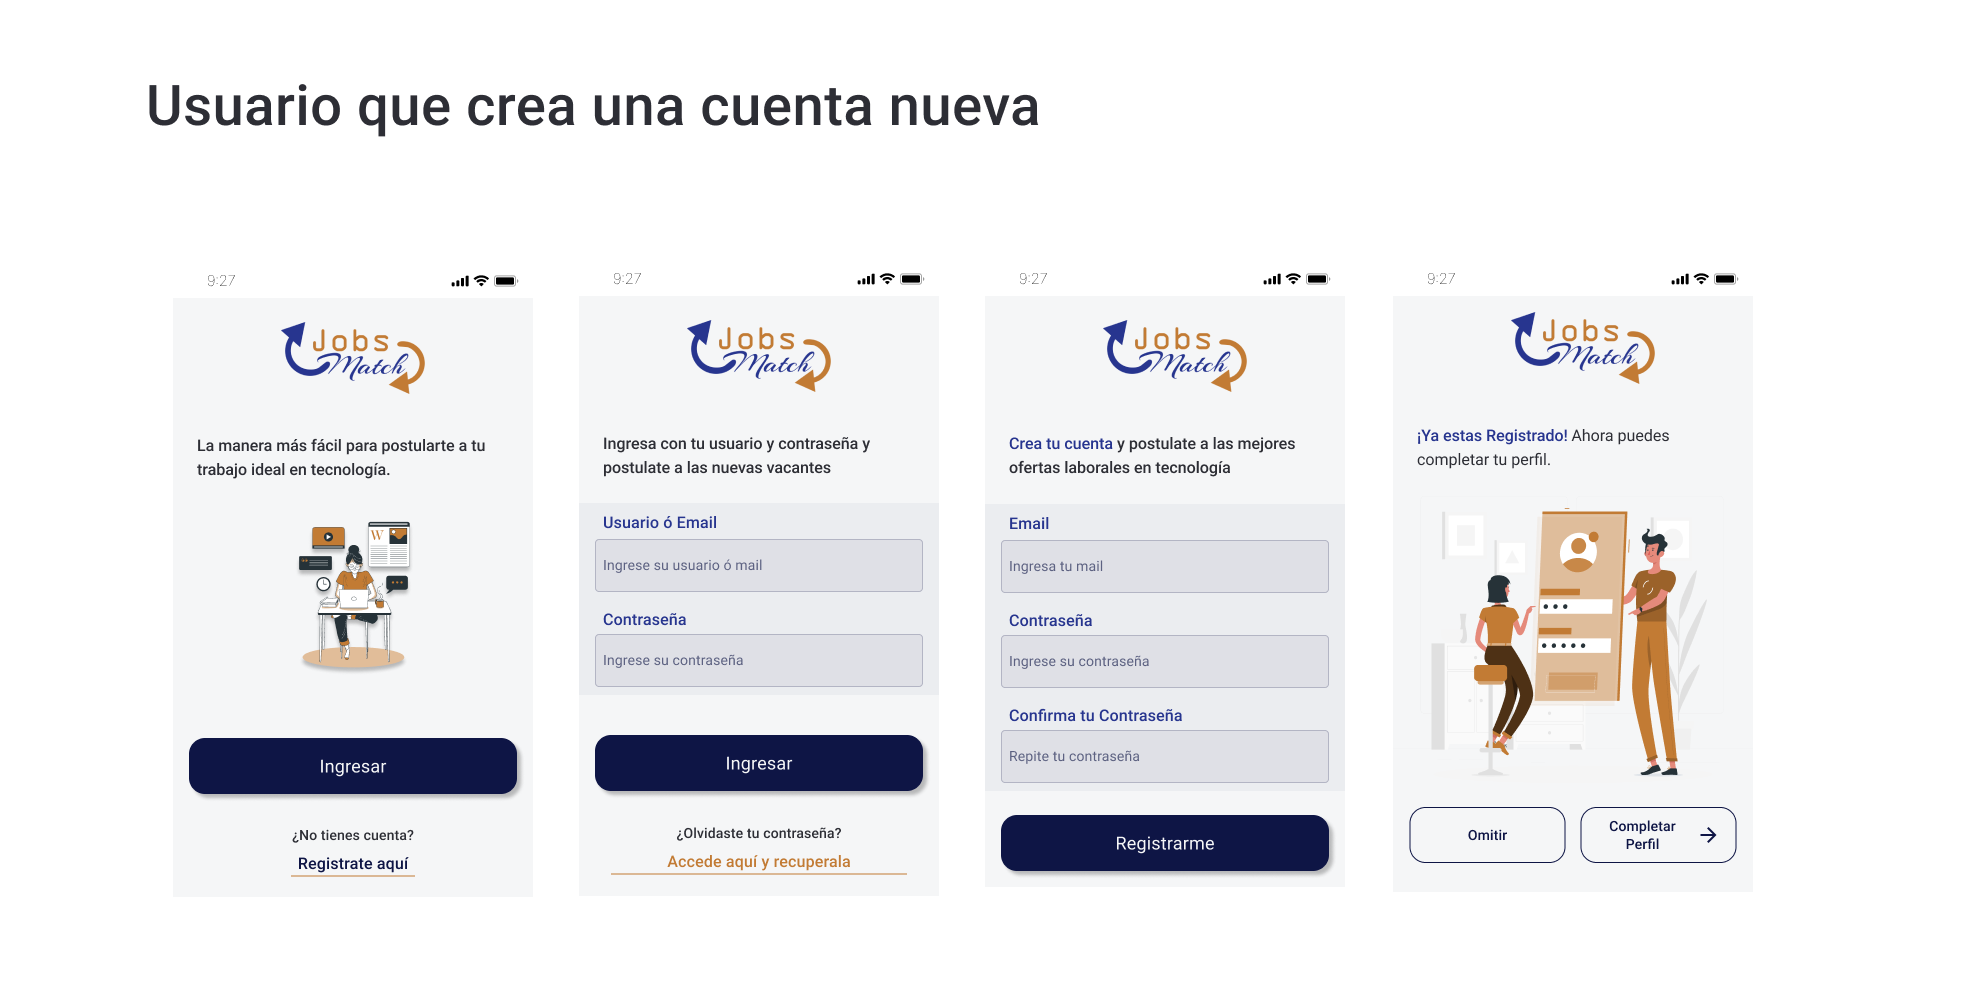 Usuario que crea una cuenta nueva
9:27
Jobs
Match
La manera más fácil para postularte a tu
trabajo ideal en tecnología.
W
Ingresar
¿No tienes cuenta?
Registrate aquí
9:27
Jobs
Match
Ingresa con tu usuario y contraseña y
postulate a las nuevas vacantes
Usuario ó Email
Ingrese su usuario ó mail
Contraseña
Ingrese su contraseña
Ingresar
¿Olvidaste tu contraseña?
Accede aquí y recuperala
9:27
Jobs
Match
Crea tu cuenta y postulate a las mejores
ofertas laborales en tecnología
Email
Ingresa tu mail
Contraseña
Ingrese su contraseña
Confirma tu Contraseña
Repite tu contraseña
Registrarme
9:27
Jobs
Match
¡Ya estas Registrado! Ahora puedes
completar tu perfil.
Omitir
Completar
Perfil